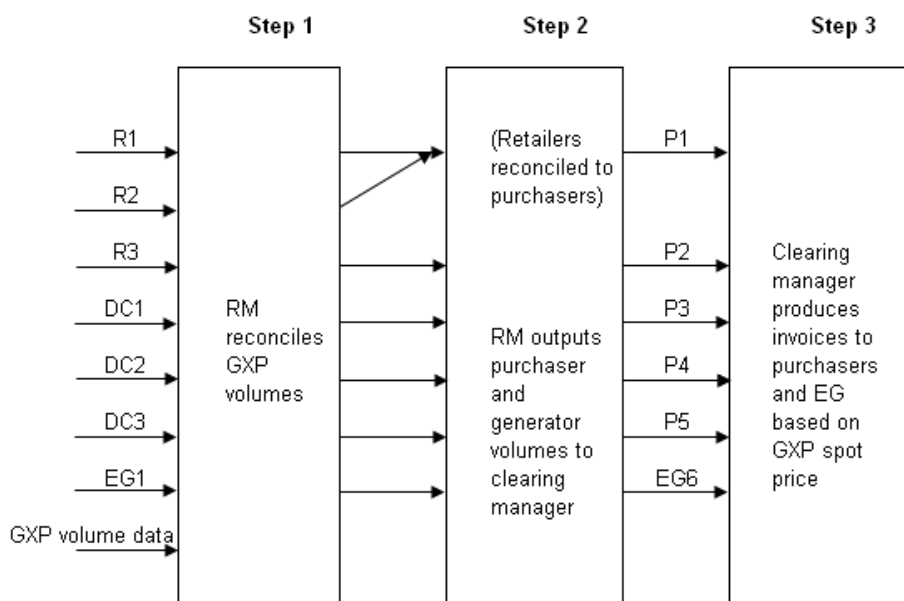 Step 1
Step 2
Step 3
R1
R2
R3
DC1
DC2
DC3
EG1
GXP volume data
RM
reconciles
GXP
volumes
(Retailers
reconciled to
purchasers)
RM outputs
purchaser
and
generator
volumes to
clearing
manager
P1
P2
P3
P4
P5
EG6
Clearing
manager
produces
invoices to
purchasers
and EG
based on
GXP spot
price